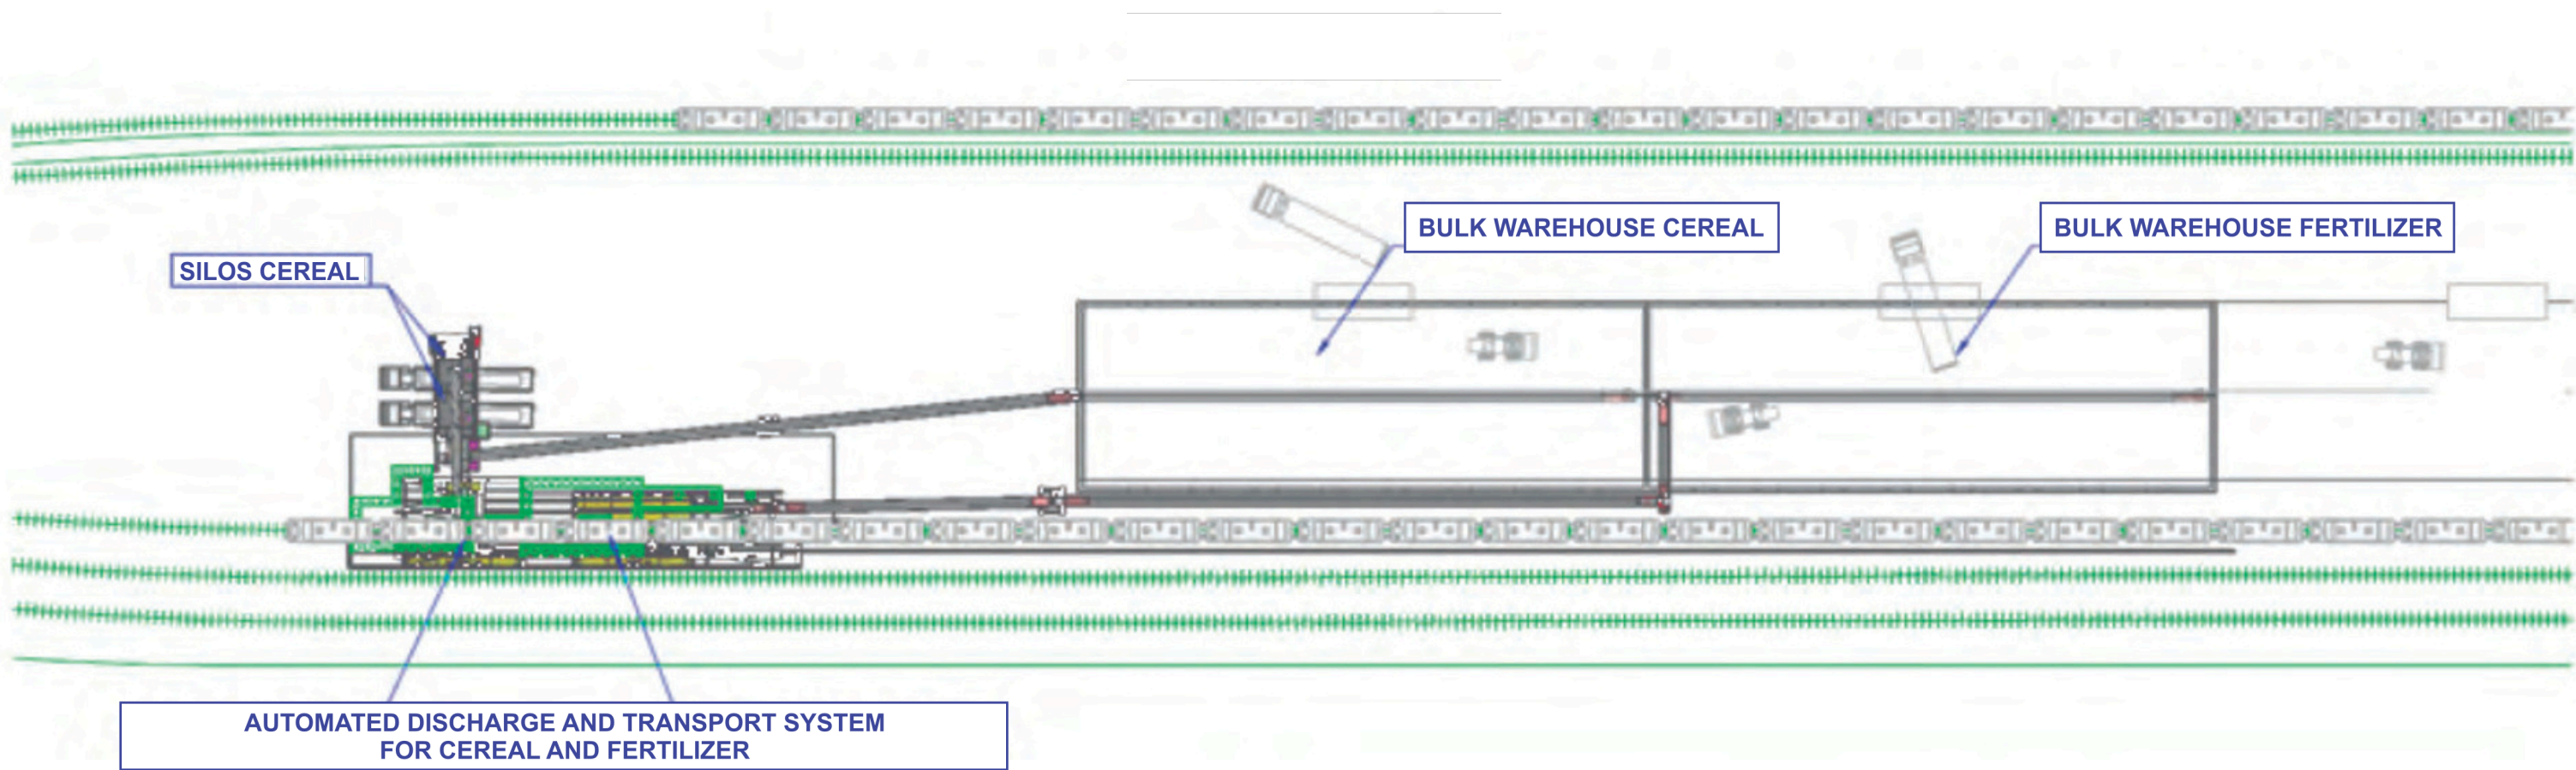 BULK WAREHOUSE CEREAL
BULK WAREHOUSE FERTILIZER
SILOS CEREAL
AUTOMATED DISCHARGE AND TRANSPORT SYSTEM
FOR CEREAL AND FERTILIZER